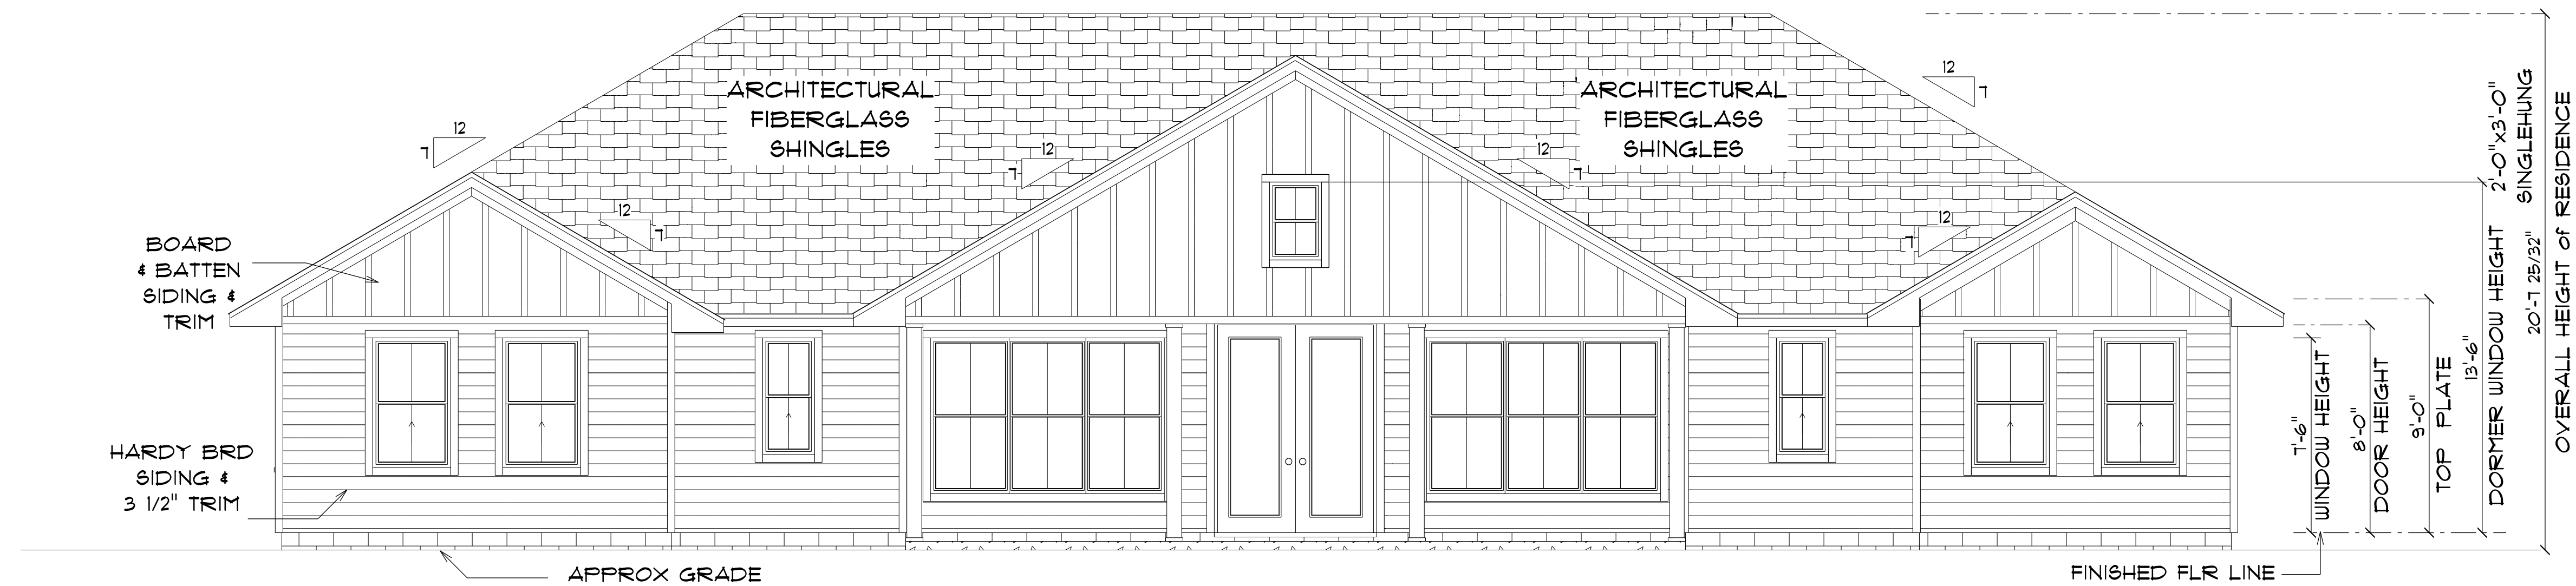 ARCHITECTURAL
FIBERGLASS
SHINGLES
ARCHITECTURAL
FIBERGLASS
SHINGLES
12
7
12
7
12
7
12
7
12
7
12
7
BOARD
& BATTEN
SIDING &
TRIM
HARDY BRD
SIDING &
3 1/2" TRIM
APPROX GRADE
FINISHED FLR LINE
7'-6"
WINDOW HEIGHT
8'-0"
DOOR HEIGHT
9'-0"
TOP PLATE
13'-6"
DORMER WINDOW HEIGHT 2'-0"x3'-0"
SINGLEHUNG
20'-7 25/32"
OVERALL HEIGHT of RESIDENCE